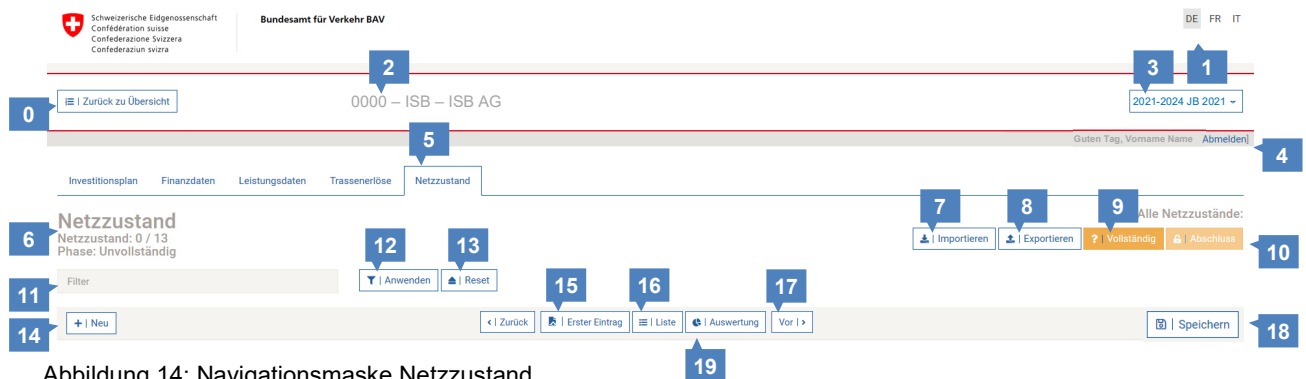 Schweizerische Eidgenossenschaft
Confédération suisse
Confederazione Svizzera
Confederaziun svizra
Bundesamt für Verkehr BAV
DE FR IT
1
2
3
0
Zurück zu Übersicht
0000 – ISB – ISB AG
2021-2024 JB 2021
5
Guten Tag, Vorname Name Abmelden]
4
Investitionsplan Finanzdaten Leistungsdaten Trassenerlöse Netzzustand
7
8
9
Netzzustand
Alle Netzzustände:
6
Netzzustand: 0 / 13
Phase: Unvollständig
| Importieren
| Exportieren
? | Vollständig
| Abschluss
10
12
13
11
Filter
| Anwenden
| Reset
15
16
17
14
+ | Neu
‹ | Zurück
| Erster Eintrag
| Liste
| Auswertung
Vor | ›
| Speichern
18
19
Abbildung 14: Navigationsmaske Netzzustand